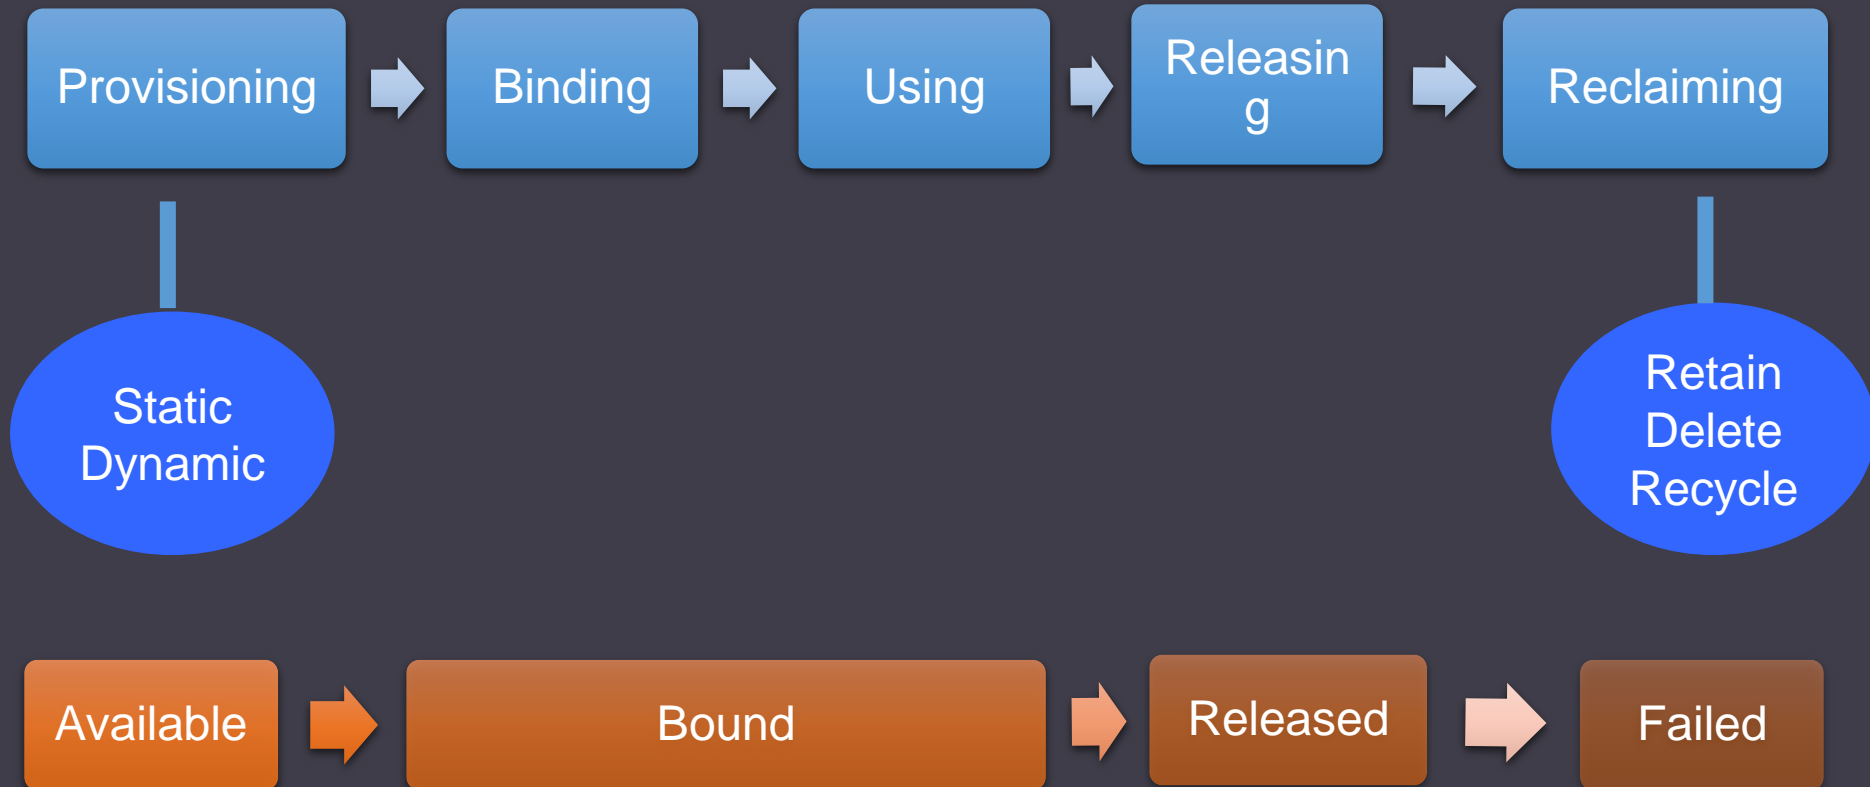 Provisioning
Binding
Using
Releasin
g
Reclaiming
Static
Dynamic
Retain
Delete
Recycle
Available
Bound
Released
Failed